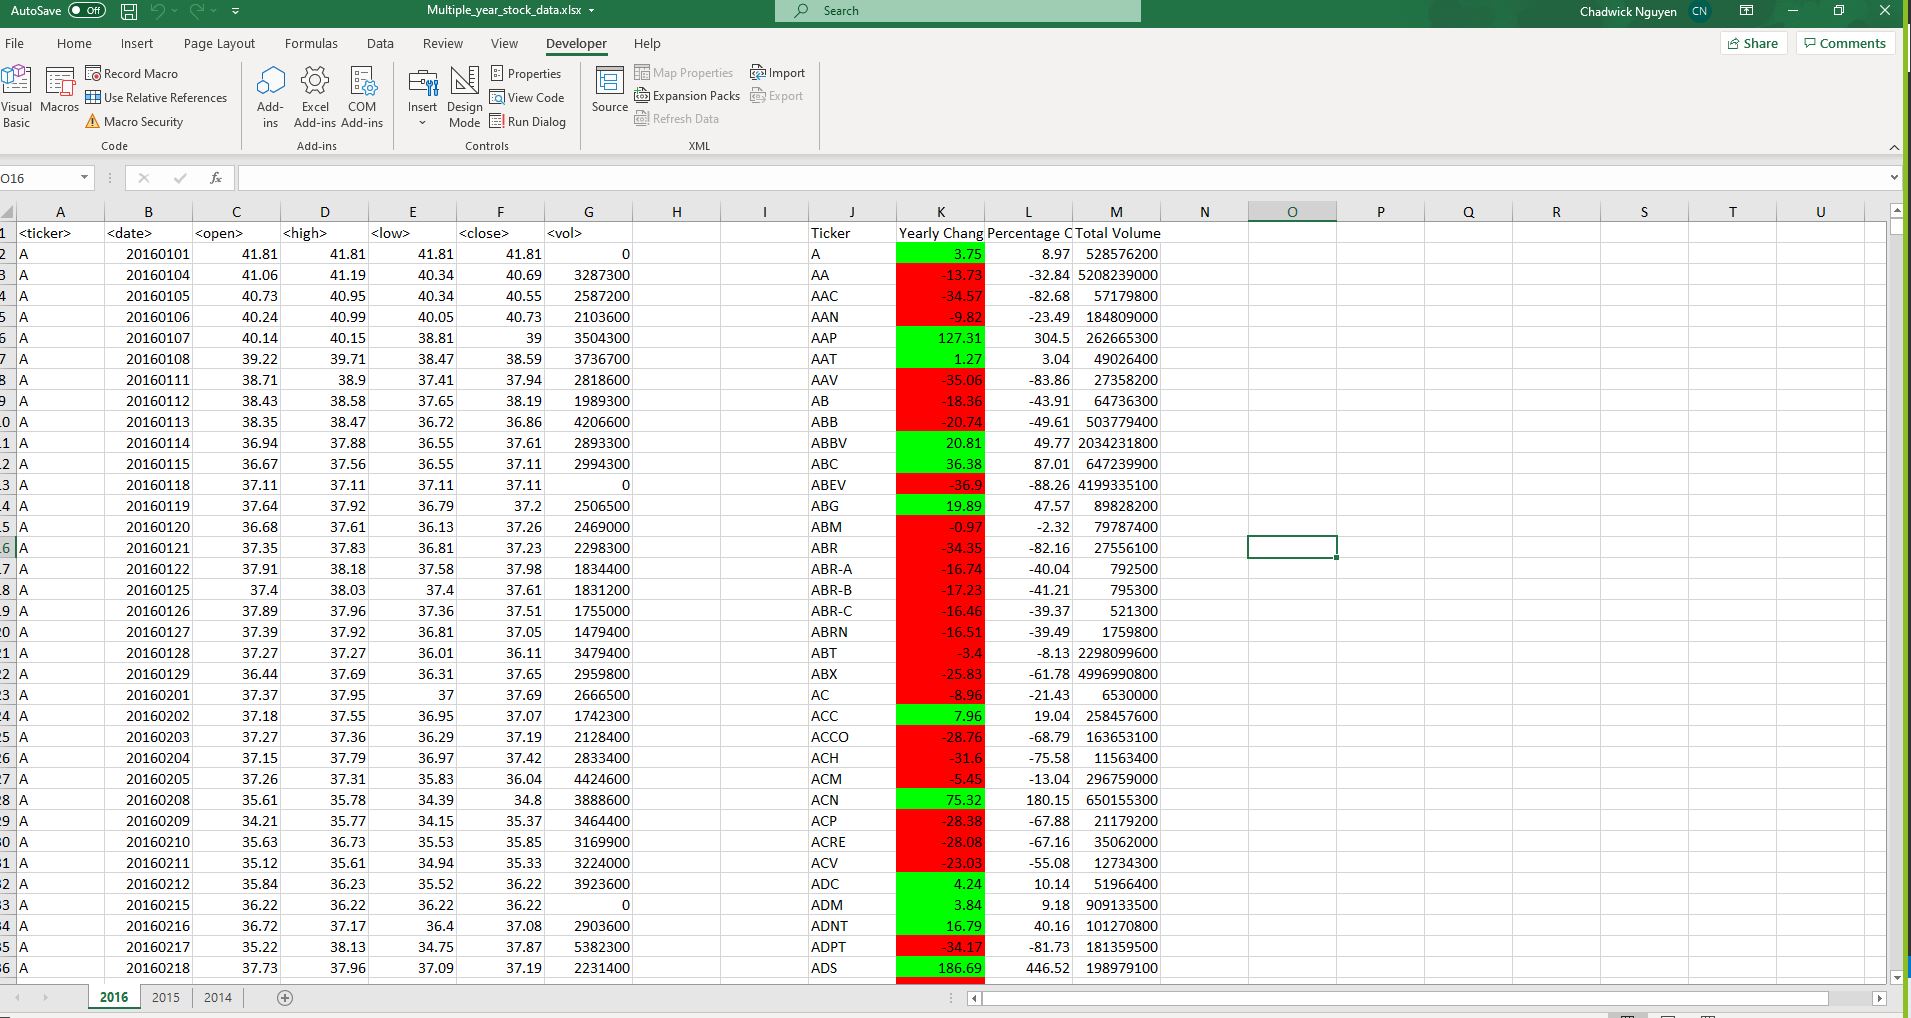 AutoSave Off Multiple_year_stock_data.xlsx Search Chadwick Nguyen CN
File Home Insert Page Layout Formulas Data Review View Developer Help Share Comments
Visual Basic
Macros
Record Macro
Use Relative References
Macro Security
Code
Add-ins
Excel Add-ins
COM Add-ins
Add-ins
Insert
Design Mode
Properties
View Code
Run Dialog
Controls
Source
Map Properties
Expansion Packs
Refresh Data
Import
Export
XML
O16 fx
A B C D E F G H I J K L M N O P Q R S T U
1 <ticker> <date> <open> <high> <low> <close> <vol> Ticker Yearly Chang Percentage C Total Volume
2 A 20160101 41.81 41.81 41.81 41.81 0 A 3.75 8.97 528576200
3 A 20160104 41.06 41.19 40.34 40.69 3287300 AA -13.73 -32.84 5208239000
4 A 20160105 40.73 40.95 40.34 40.55 2587200 AAC -34.57 -82.68 57179800
5 A 20160106 40.24 40.99 40.05 40.73 2103600 AAN -9.82 -23.49 184809000
6 A 20160107 40.14 40.15 38.81 39 3504300 AAP 127.31 304.5 262665300
7 A 20160108 39.22 39.71 38.47 38.59 3736700 AAT 1.27 3.04 49026400
8 A 20160111 38.71 38.9 37.41 37.94 2818600 AAV -35.06 -83.86 27358200
9 A 20160112 38.43 38.58 37.65 38.19 1989300 AB -18.36 -43.91 64736300
0 A 20160113 38.35 38.47 36.72 36.86 4206600 ABB -20.74 -49.61 503779400
1 A 20160114 36.94 37.88 36.55 37.61 2893300 ABBV 20.81 49.77 2034231800
2 A 20160115 36.67 37.56 36.55 37.11 2994300 ABC 36.38 87.01 647239900
3 A 20160118 37.11 37.11 37.11 37.11 0 ABEV -36.9 -88.26 4199335100
4 A 20160119 37.64 37.92 36.79 37.2 2506500 ABG 19.89 47.57 89828200
5 A 20160120 36.68 37.61 36.13 37.26 2469000 ABM -0.97 -2.32 79787400
6 A 20160121 37.35 37.83 36.81 37.23 2298300 ABR -34.35 -82.16 27556100
7 A 20160122 37.91 38.18 37.58 37.98 1834400 ABR-A -16.74 -40.04 792500
8 A 20160125 37.4 38.03 37.4 37.61 1831200 ABR-B -17.23 -41.21 795300
9 A 20160126 37.89 37.96 37.36 37.51 1755000 ABR-C -16.46 -39.37 521300
0 A 20160127 37.39 37.92 36.81 37.05 1479400 ABRN -16.51 -39.49 1759800
1 A 20160128 37.27 37.27 36.01 36.11 3479400 ABT -3.4 -8.13 2298099600
2 A 20160129 36.44 37.69 36.31 37.65 2959800 ABX -25.83 -61.78 4996990800
3 A 20160201 37.37 37.95 37 37.69 2666500 AC -8.96 -21.43 6530000
4 A 20160202 37.18 37.55 36.95 37.07 1742300 ACC 7.96 19.04 258457600
5 A 20160203 37.27 37.36 36.29 37.19 2128400 ACCO -28.76 -68.79 163653100
6 A 20160204 37.15 37.79 36.97 37.42 2833400 ACH -31.6 -75.58 11563400
7 A 20160205 37.26 37.31 35.83 36.04 4424600 ACM -5.45 -13.04 296759000
8 A 20160208 35.61 35.78 34.39 34.8 3888600 ACN 75.32 180.15 650155300
9 A 20160209 34.21 35.77 34.15 35.37 3464400 ACP -28.38 -67.88 21179200
0 A 20160210 35.63 36.73 35.53 35.85 3169900 ACRE -28.08 -67.16 35062000
1 A 20160211 35.12 35.61 34.94 35.33 3224000 ACV -23.03 -55.08 12734300
2 A 20160212 35.84 36.23 35.52 36.22 3923600 ADC 4.24 10.14 51966400
3 A 20160215 36.22 36.22 36.22 36.22 0 ADM 3.84 9.18 909133500
4 A 20160216 36.72 37.17 36.4 37.08 2903600 ADNT 16.79 40.16 101270800
5 A 20160217 35.22 38.13 34.75 37.87 5382300 ADPT -34.17 -81.73 181359500
6 A 20160218 37.73 37.96 37.09 37.19 2231400 ADS 186.69 446.52 198979100
2016 2015 2014